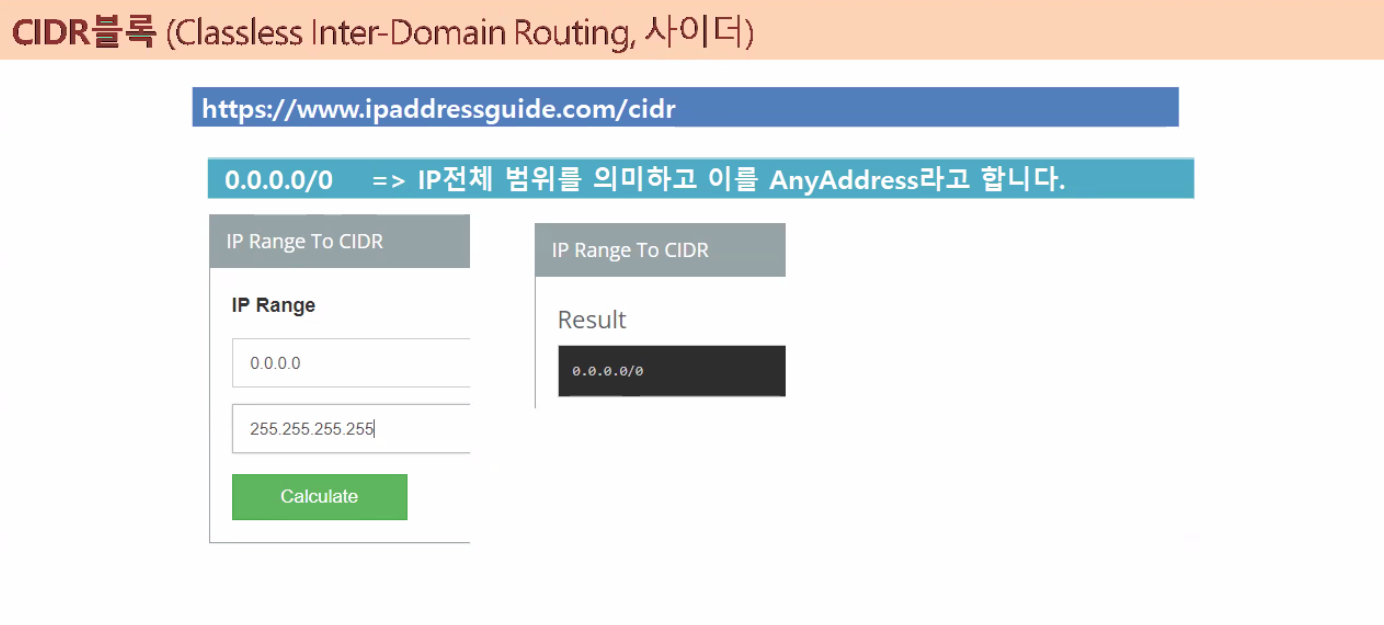 CIDR블록 (Classless Inter-Domain Routing, 사이더)
https://www.ipaddressguide.com/cidr
0.0.0.0/0 => IP전체 범위를 의미하고 이를 AnyAddress라고 합니다.
IP Range To CIDR
IP Range
0.0.0.0
255.255.255.255
Calculate
IP Range To CIDR
Result
0.0.0.0/0